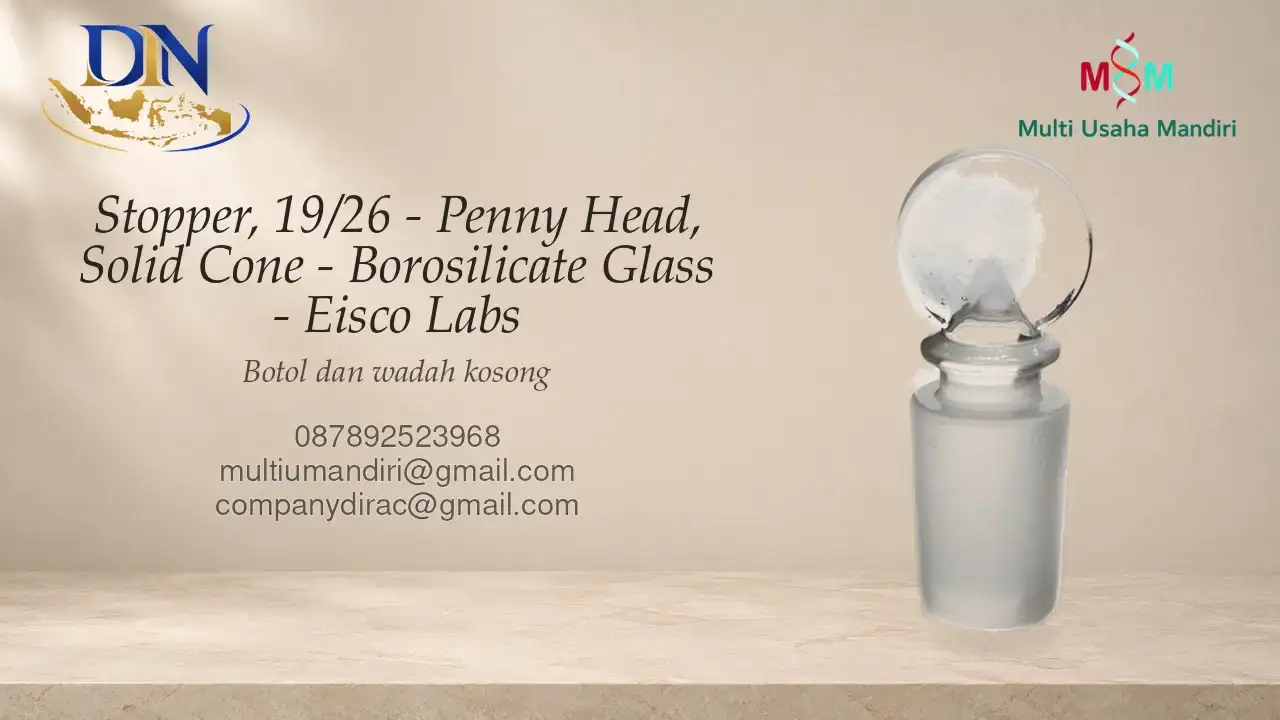 DIN
M M
Multi Usaha Mandiri
Stopper, 19/26 - Penny Head,
Solid Cone - Borosilicate Glass
- Eisco Labs
Botol dan wadah kosong
087892523968
multiumandiri@gmail.com
companydirac@gmail.com